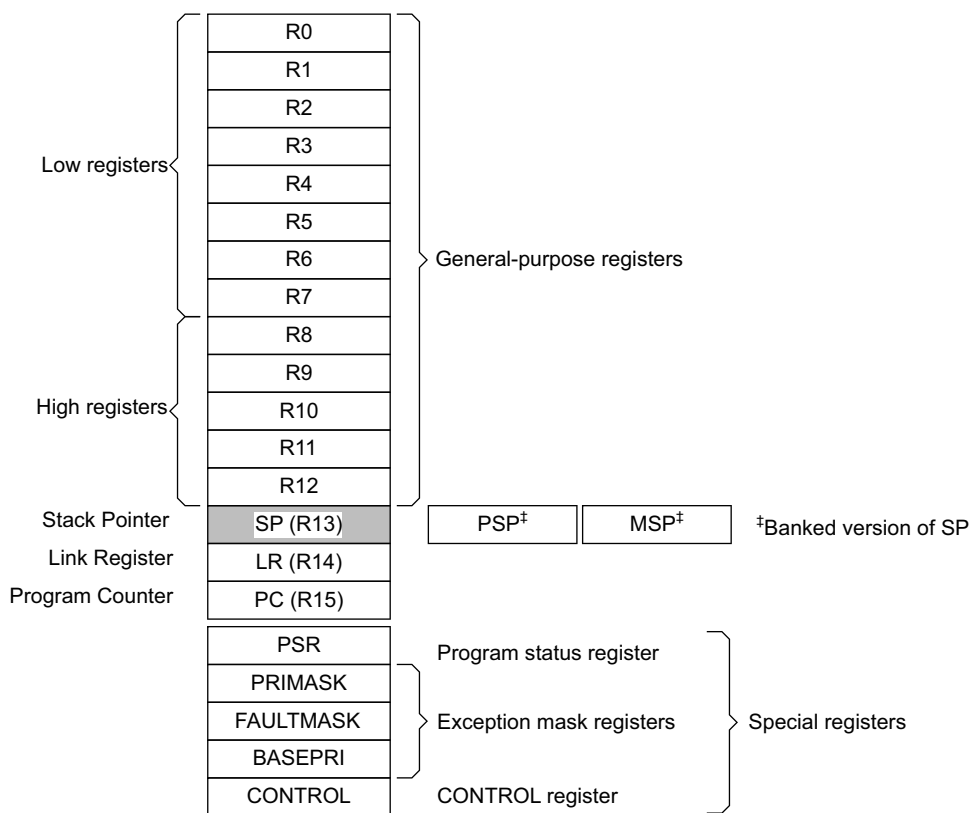 R0
R1
R2
R3
Low registers
R4
R5
R6
General-purpose registers
R7
R8
R9
High registers
R10
R11
R12
Stack Pointer SP (R13) PSP‡ MSP‡ ‡Banked version of SP
Link Register LR (R14)
Program Counter PC (R15)
PSR Program status register
PRIMASK
FAULTMASK Exception mask registers Special registers
BASEPRI
CONTROL CONTROL register